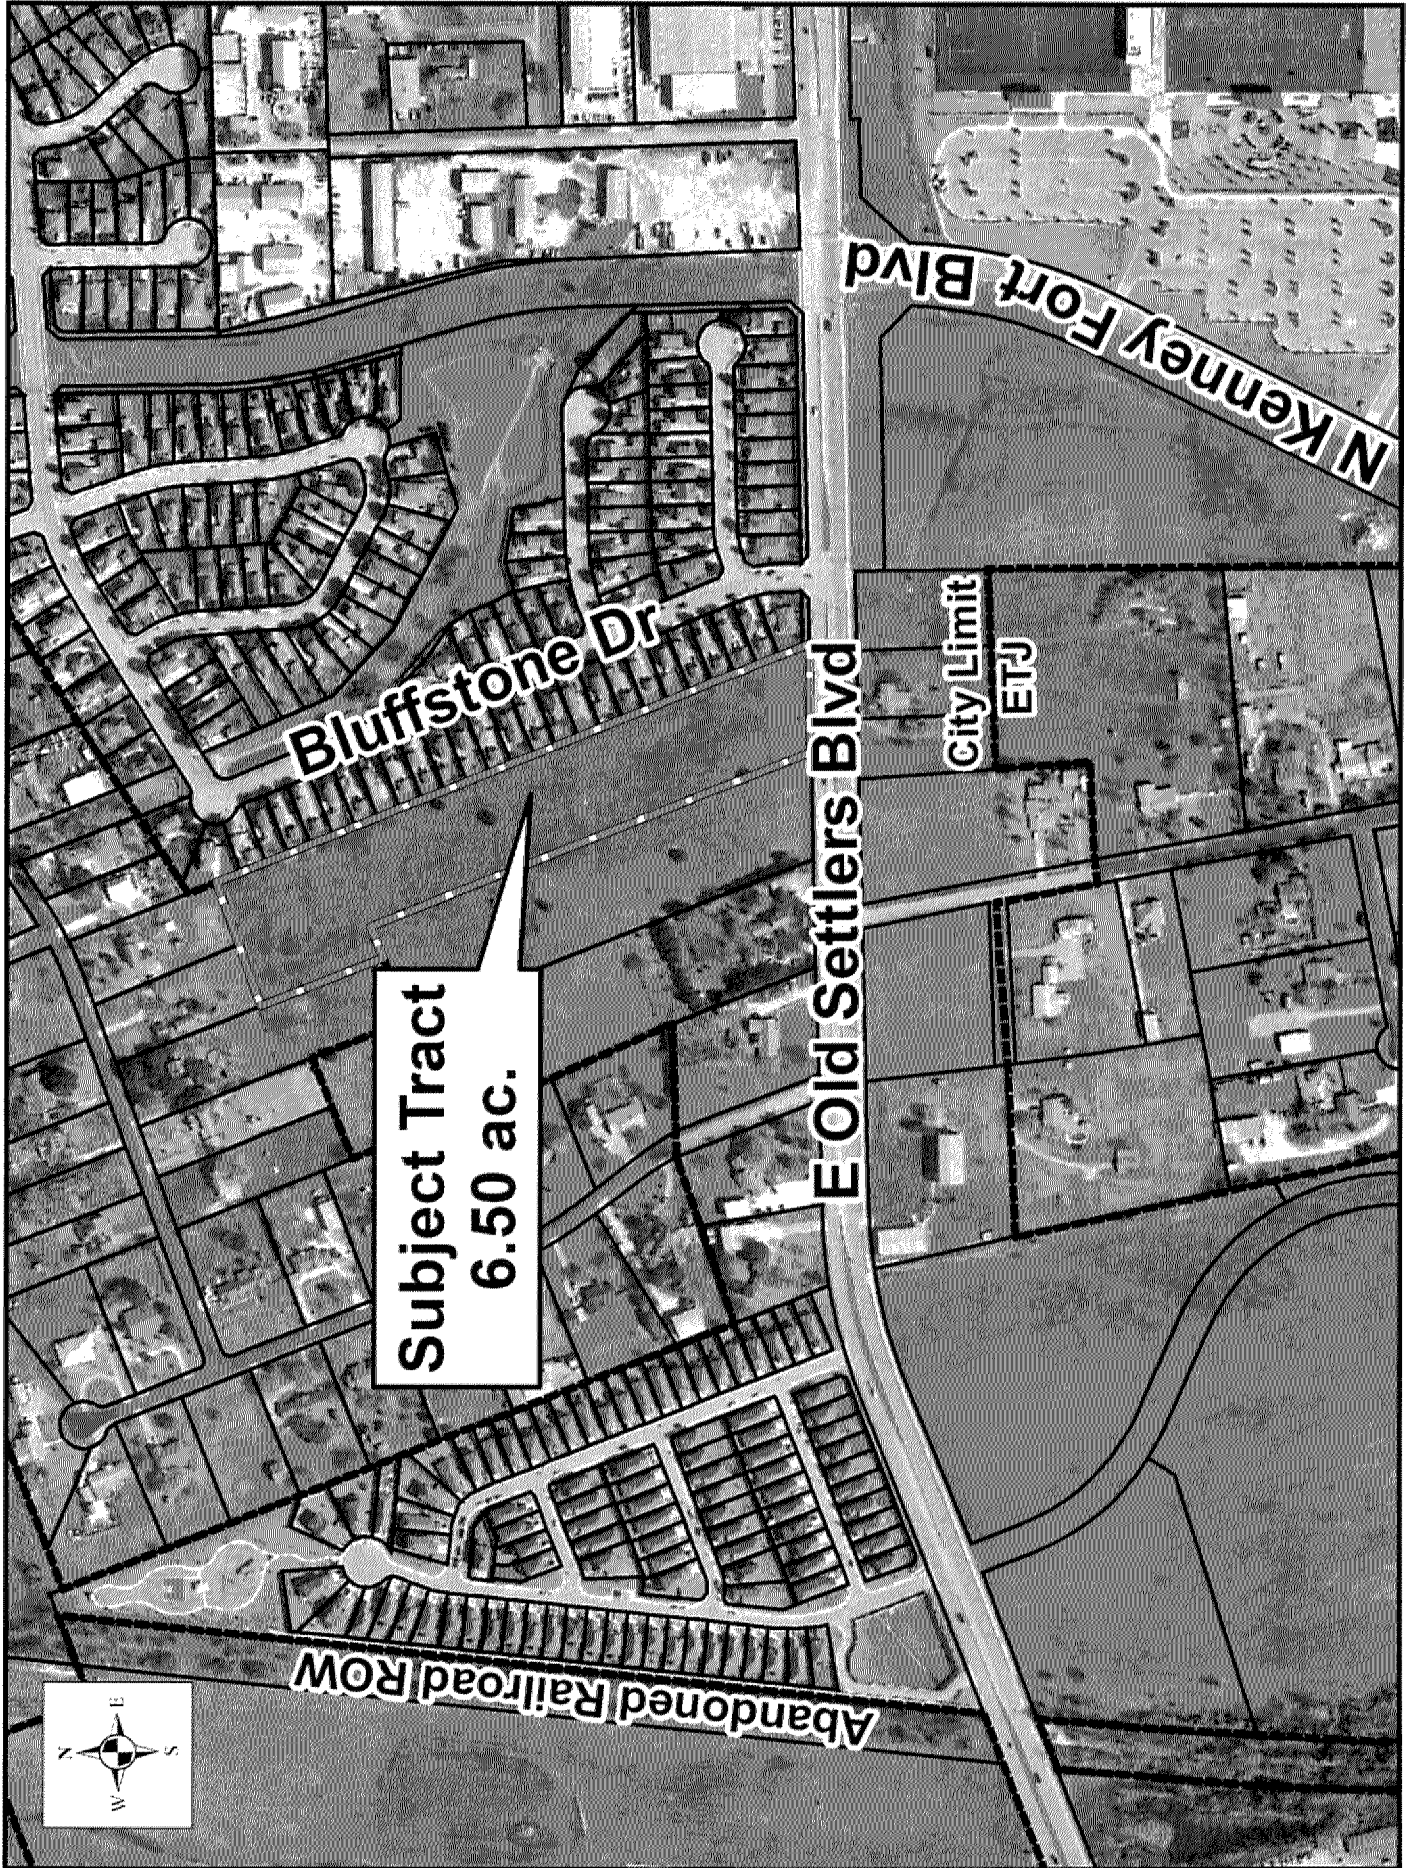 N
W
E
S
Abandoned Railroad ROW
Subject Tract
6.50 ac.
Bluffstone Dr
E Old Settlers Blvd
City Limit
ETJ
N Kenney Fort Blvd